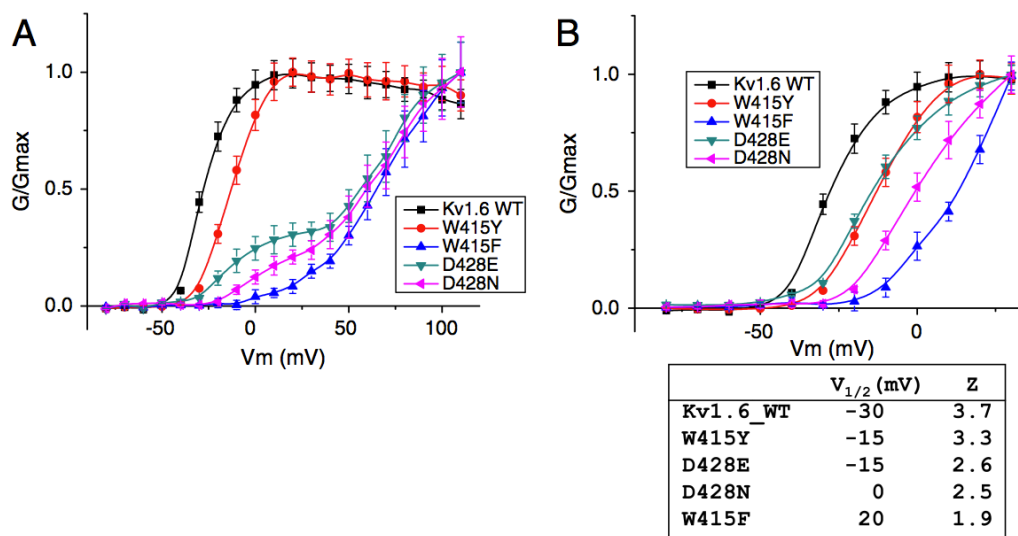 A
G/Gmax
1.0
0.5
0.0
-50
0
50
100
Vm (mV)
Kv1.6 WT
W415Y
W415F
D428E
D428N
B
G/Gmax
1.0
0.5
0.0
-50
0
Vm (mV)
Kv1.6 WT
W415Y
W415F
D428E
D428N
V1/2(mV) Z
Kv1.6_WT -30 3.7
W415Y -15 3.3
D428E -15 2.6
D428N 0 2.5
W415F 20 1.9